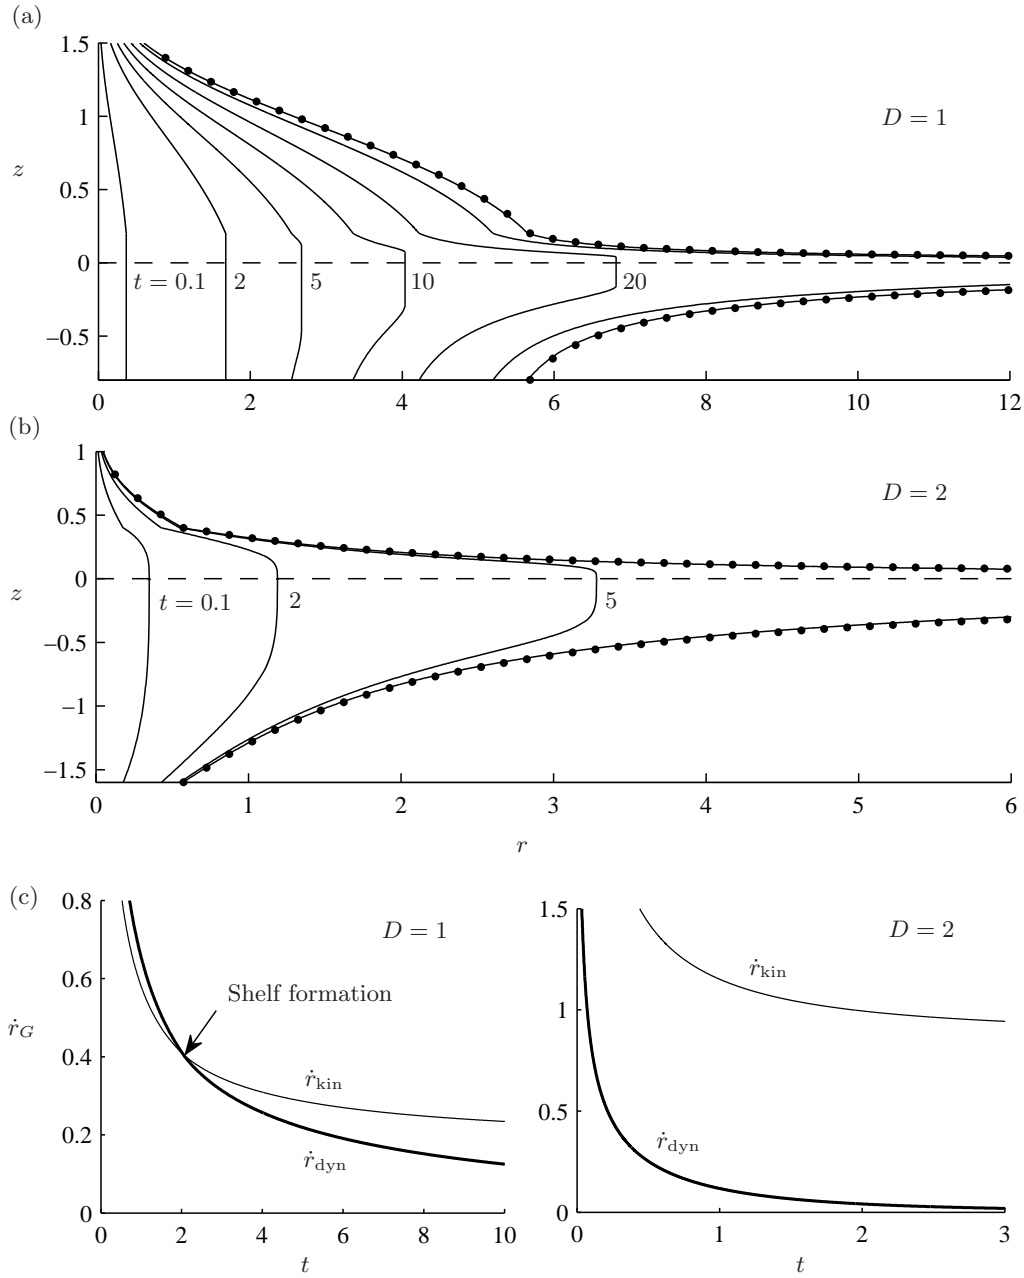 (a)
1.5
1
0.5
0
−0.5
z
D = 1
t = 0.1
2
5
10
20
0
2
4
6
8
10
12
(b)
1
0.5
0
−0.5
−1
−1.5
z
D = 2
t = 0.1
2
5
0
1
2
3
4
5
6
r
(c)
0.8
0.6
0.4
0.2
0
ṙG
D = 1
Shelf formation
ṙkin
ṙdyn
0
2
4
6
8
10
t
1.5
1
0.5
0
D = 2
ṙkin
ṙdyn
0
1
2
3
t